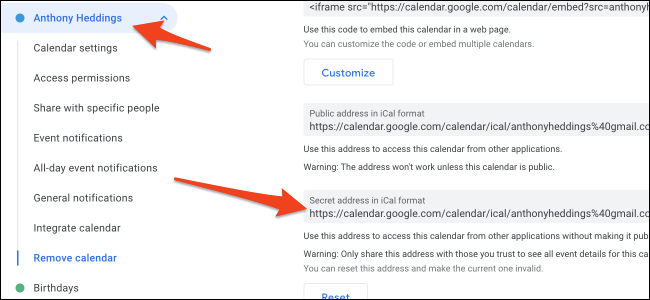 Anthony Heddings
Calendar settings
Access permissions
Share with specific people
Event notifications
All-day event notifications
General notifications
Integrate calendar
Remove calendar
Birthdays
<iframe src="https://calendar.google.com/calendar/embed?src=anthony
Use this code to embed this calendar in a web page.
You can customize the code or embed multiple calendars.
Customize
Public address in iCal format
https://calendar.google.com/calendar/ical/anthonyheddings%40gmail.co
Use this address to access this calendar from other applications.
Warning: The address won't work unless this calendar is public.
Secret address in iCal format
https://calendar.google.com/calendar/ical/anthonyheddings%40gmail.co
Use this address to access this calendar from other applications without making it pub
Warning: Only share this address with those you trust to see all event details for this ca
You can reset this address and make the current one invalid.
Reset